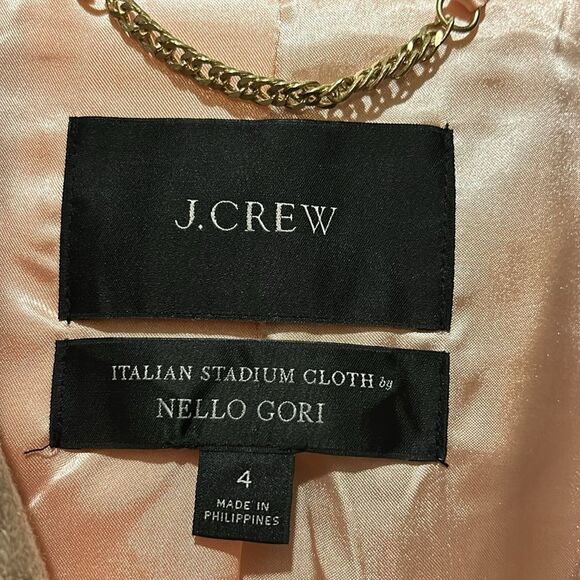 J.CREW
ITALIAN STADIUM CLOTH by
NELLO GORI
4
MADE IN
PHILIPPINES